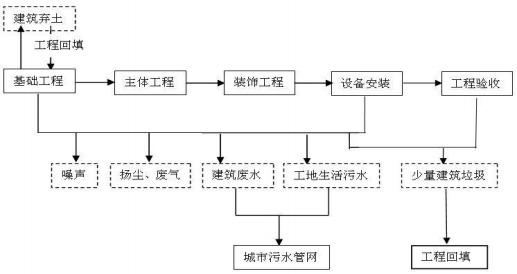 建筑弃土
工程回填
基础工程
主体工程
装饰工程
设备安装
工程验收
噪声
扬尘、废气
建筑废水
工地生活污水
少量建筑垃圾
城市污水管网
工程回填